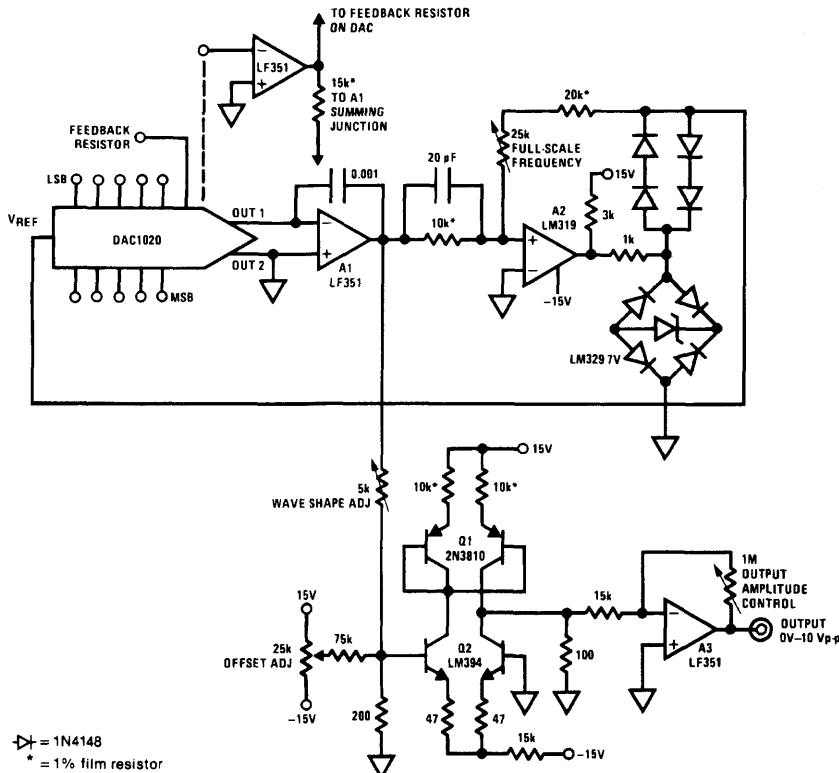 TO FEEDBACK RESISTOR
ON DAC
LF351
−
+
15k*
TO A1
SUMMING
JUNCTION
FEEDBACK
RESISTOR
LSB
VREF
DAC1020
MSB
OUT 1
OUT 2
0.001
−
+
A1
LF351
20 pF
10k*
20k*
25k
FULL-SCALE
FREQUENCY
15V
3k
A2
LM319
+
−
−15V
1k
LM329 7V
5k
WAVE SHAPE ADJ
15V
10k*
10k*
Q1
2N3810
15V
25k
OFFSET ADJ
−15V
75k
200
Q2
LM394
47
47
15k
−15V
100
15k
1M
OUTPUT
AMPLITUDE
CONTROL
−
+
A3
LF351
OUTPUT
0V–10 Vp-p
= 1N4148
* = 1% film resistor